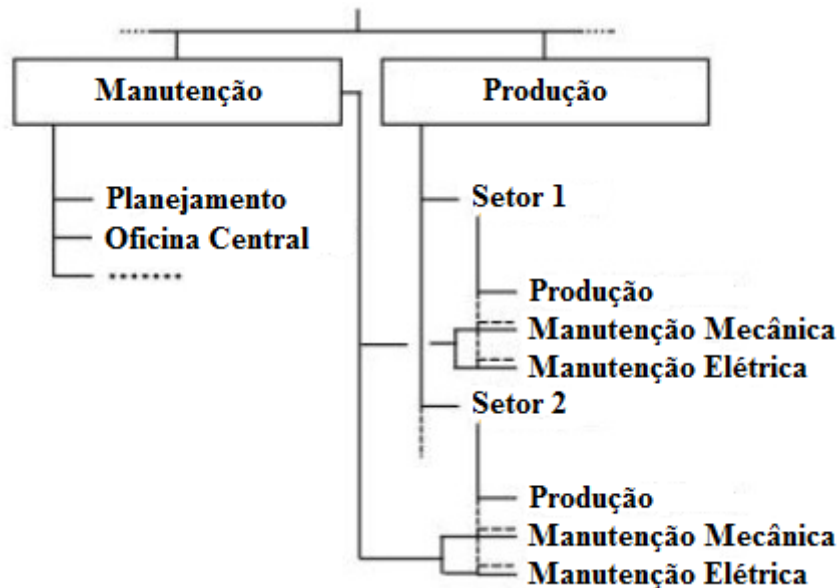 Manutenção
Produção
Planejamento
Oficina Central
Setor 1
Produção
Manutenção Mecânica
Manutenção Elétrica
Setor 2
Produção
Manutenção Mecânica
Manutenção Elétrica